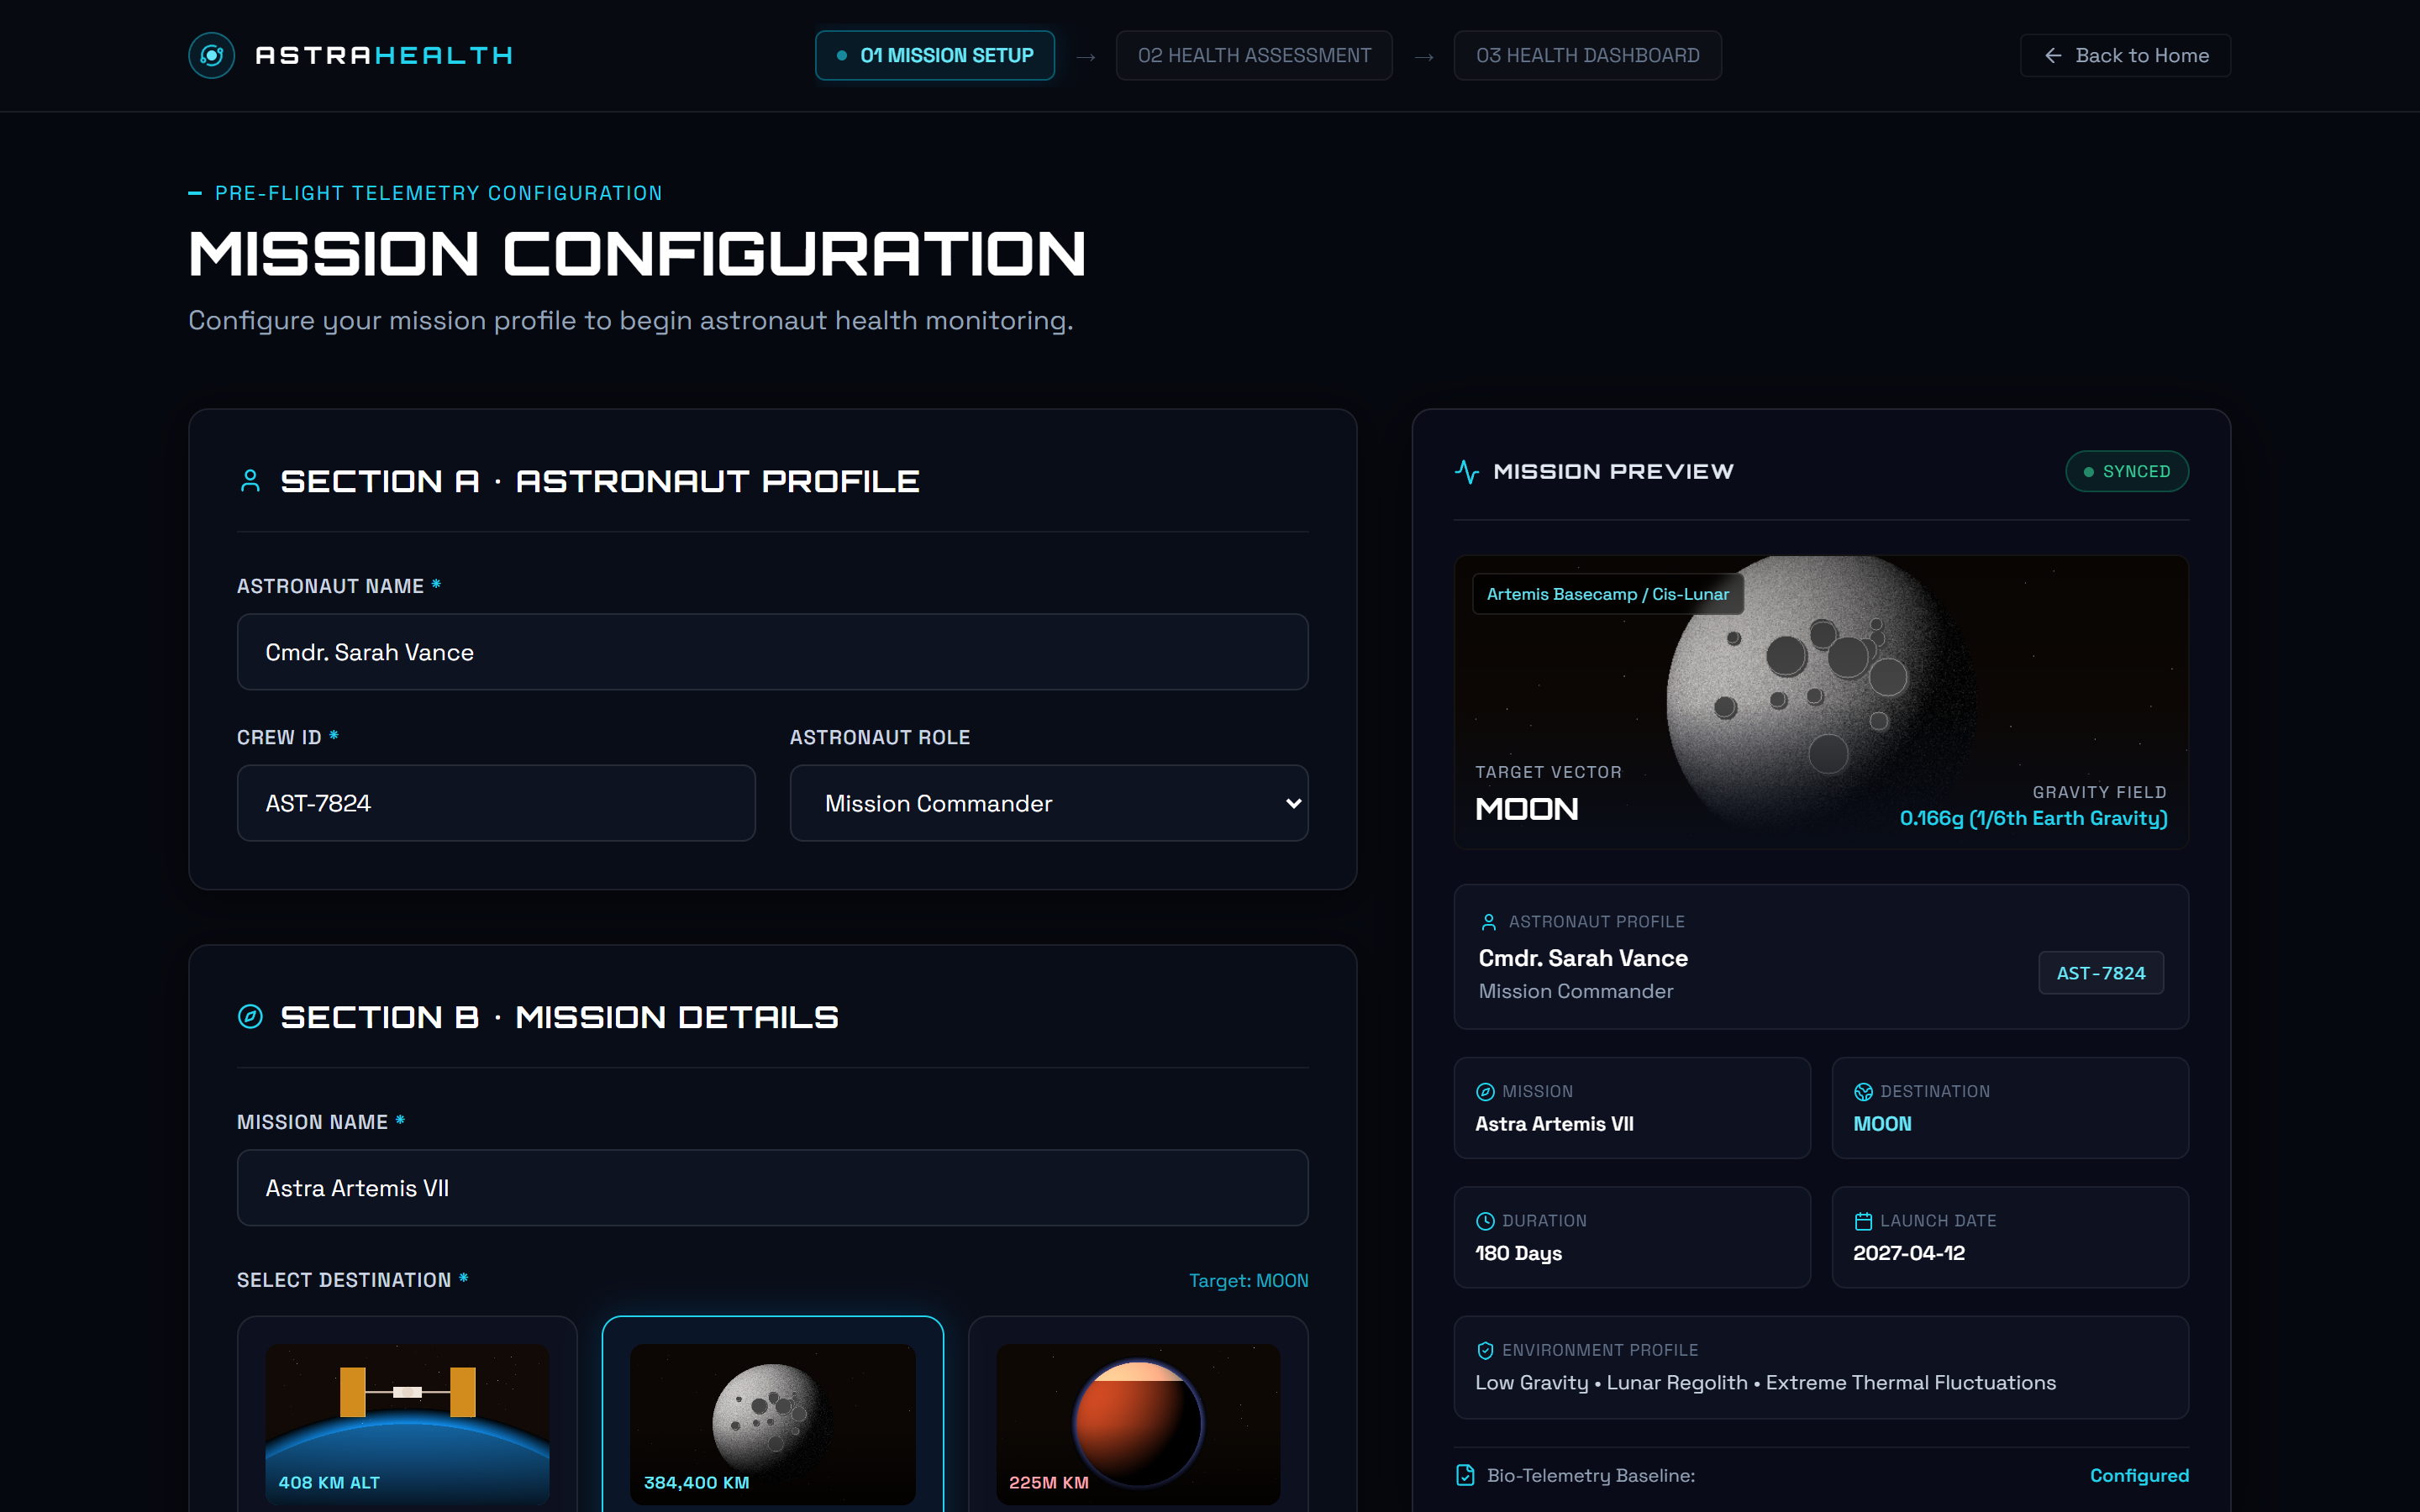 ASTRAHEALTH
01 MISSION SETUP → 02 HEALTH ASSESSMENT → 03 HEALTH DASHBOARD
← Back to Home
PRE-FLIGHT TELEMETRY CONFIGURATION
MISSION CONFIGURATION
Configure your mission profile to begin astronaut health monitoring.
SECTION A · ASTRONAUT PROFILE
ASTRONAUT NAME *
Cmdr. Sarah Vance
CREW ID *
AST-7824
ASTRONAUT ROLE
Mission Commander
SECTION B · MISSION DETAILS
MISSION NAME *
Astra Artemis VII
SELECT DESTINATION *
Target: MOON
408 KM ALT
384,400 KM
225M KM
MISSION PREVIEW
SYNCED
Artemis Basecamp / Cis-Lunar
TARGET VECTOR
MOON
GRAVITY FIELD
0.166g (1/6th Earth Gravity)
ASTRONAUT PROFILE
Cmdr. Sarah Vance
Mission Commander
AST-7824
MISSION
Astra Artemis VII
DESTINATION
MOON
DURATION
180 Days
LAUNCH DATE
2027-04-12
ENVIRONMENT PROFILE
Low Gravity • Lunar Regolith • Extreme Thermal Fluctuations
Bio-Telemetry Baseline:
Configured